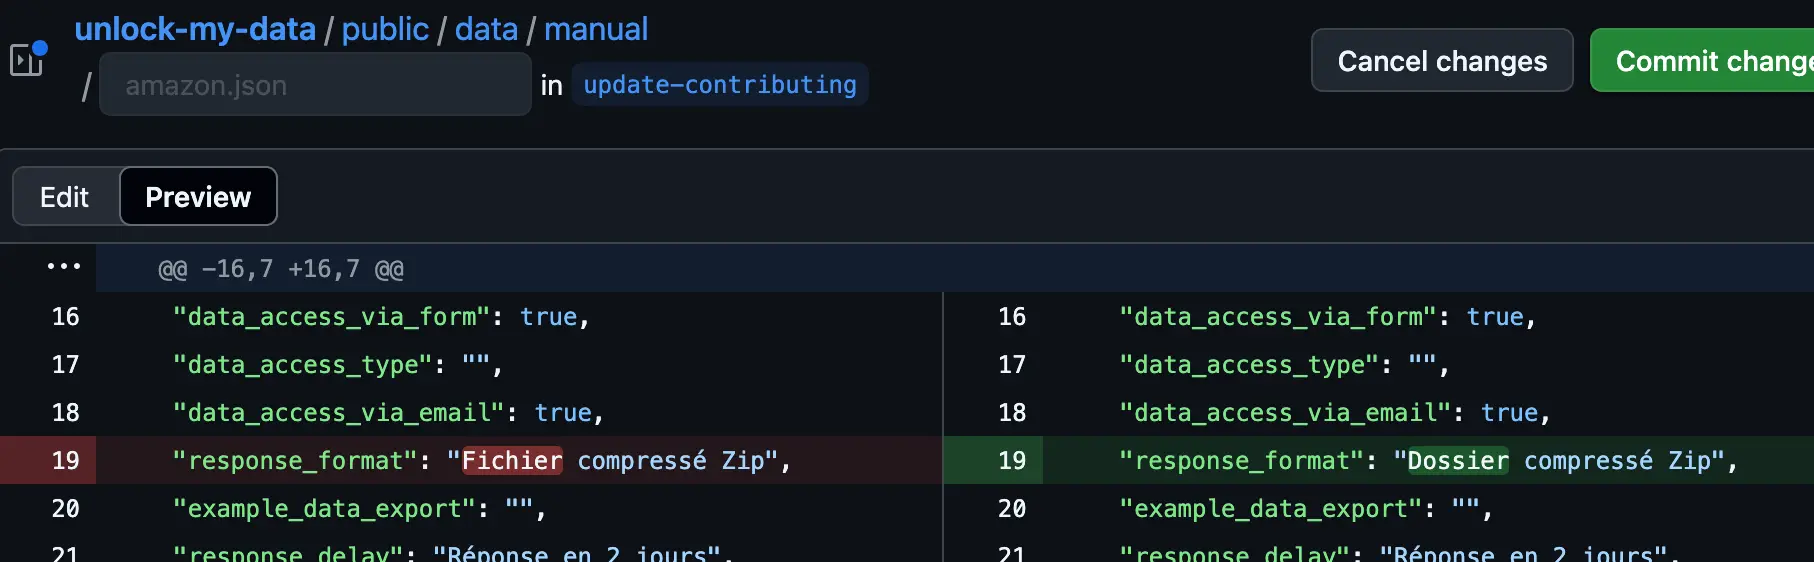 unlock-my-data / public / data / manual
/ amazon.json in update-contributing
Cancel changes
Commit change
Edit
Preview
... @@ -16,7 +16,7 @@
16 "data_access_via_form": true,
17 "data_access_type": "",
18 "data_access_via_email": true,
19 "response_format": "Fichier compressé Zip",
20 "example_data_export": "",
21 "response_delay": "Réponse en 2 jours",
16 "data_access_via_form": true,
17 "data_access_type": "",
18 "data_access_via_email": true,
19 "response_format": "Dossier compressé Zip",
20 "example_data_export": "",
21 "response_delay": "Réponse en 2 jours",